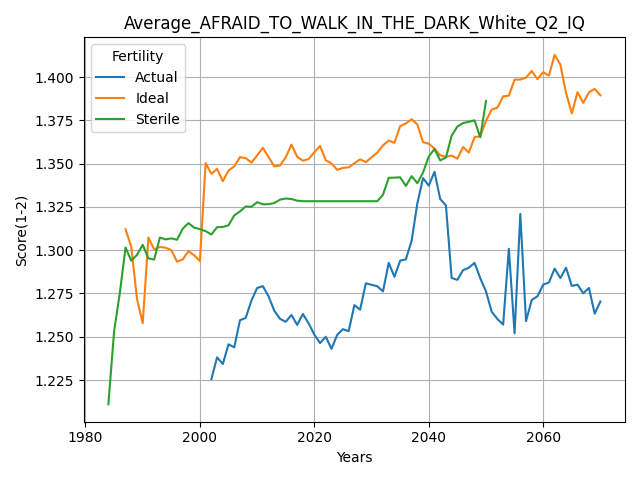 Average_AFRAID_TO_WALK_IN_THE_DARK_White_Q2_IQ
Fertility
Actual
Ideal
Sterile
Score(1-2)
1.400
1.375
1.350
1.325
1.300
1.275
1.250
1.225
1980 2000 2020 2040 2060
Years